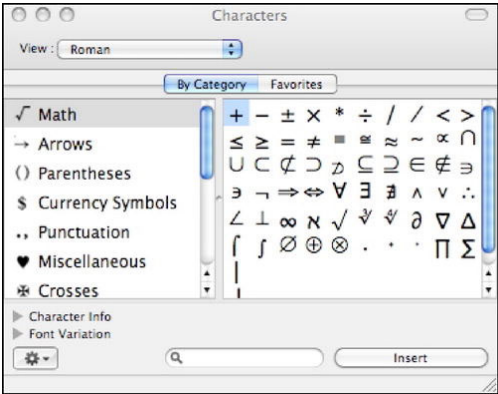 Characters
View : Roman
By Category Favorites
√ Math
→ Arrows
() Parentheses
$ Currency Symbols
., Punctuation
♥ Miscellaneous
✠ Crosses
+ − ± × * ÷ / ∕ < >
≤ ≥ = ≠ ≡ ≅ ≈ ~ ∝ ∩
∪ ⊂ ⊄ ⊃ ⊆ ⊇ ∈ ∉ ∋
∍ ¬ ⇒ ⇔ ∀ ∃ ∄ ∧ ∨ ∴
∠ ⊥ ∞ ℵ √ ∛ ∜ ∂ ∇ ∆
⌠ ∫ ∅ ⊕ ⊗ · · · ∏ ∑
Character Info
Font Variation
Insert